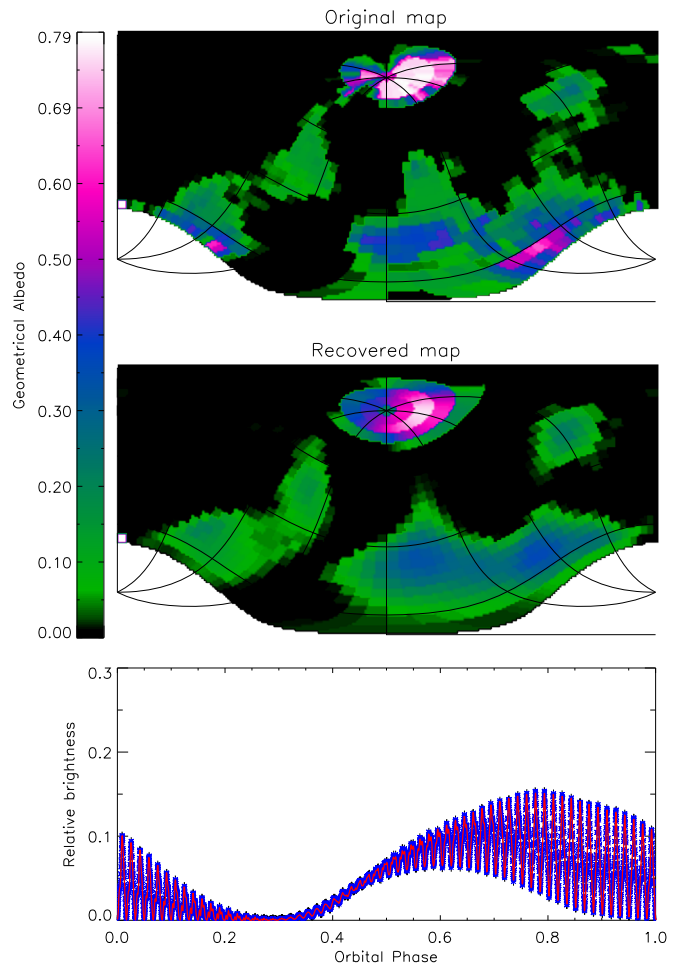 Original map
0.79
0.69
0.60
0.50
0.40
0.30
0.20
0.10
0.00
Geometrical Albedo
Recovered map
0.3
0.2
0.1
0.0
Relative brightness
0.0 0.2 0.4 0.6 0.8 1.0
Orbital Phase